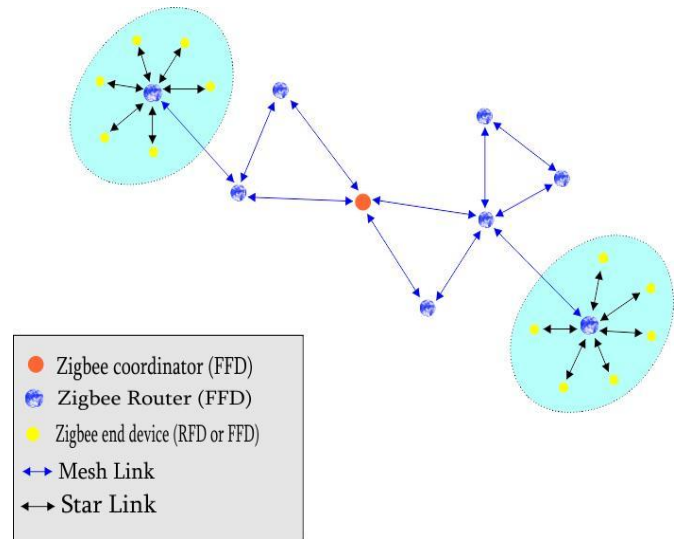 Zigbee coordinator (FFD)
Zigbee Router (FFD)
Zigbee end device (RFD or FFD)
Mesh Link
Star Link